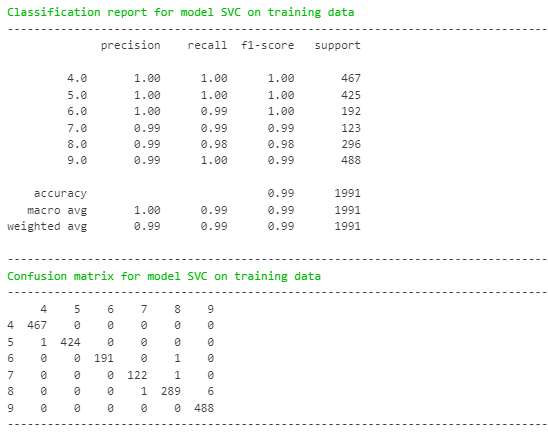 Classification report for model SVC on training data
--------------------------------------------------------------------------------
precision recall f1-score support
4.0 1.00 1.00 1.00 467
5.0 1.00 1.00 1.00 425
6.0 1.00 0.99 1.00 192
7.0 0.99 0.99 0.99 123
8.0 0.99 0.98 0.98 296
9.0 0.99 1.00 0.99 488
accuracy 0.99 1991
macro avg 1.00 0.99 0.99 1991
weighted avg 0.99 0.99 0.99 1991
--------------------------------------------------------------------------------
Confusion matrix for model SVC on training data
--------------------------------------------------------------------------------
4 5 6 7 8 9
4 467 0 0 0 0 0
5 1 424 0 0 0 0
6 0 0 191 0 1 0
7 0 0 0 122 1 0
8 0 0 0 1 289 6
9 0 0 0 0 0 488
--------------------------------------------------------------------------------